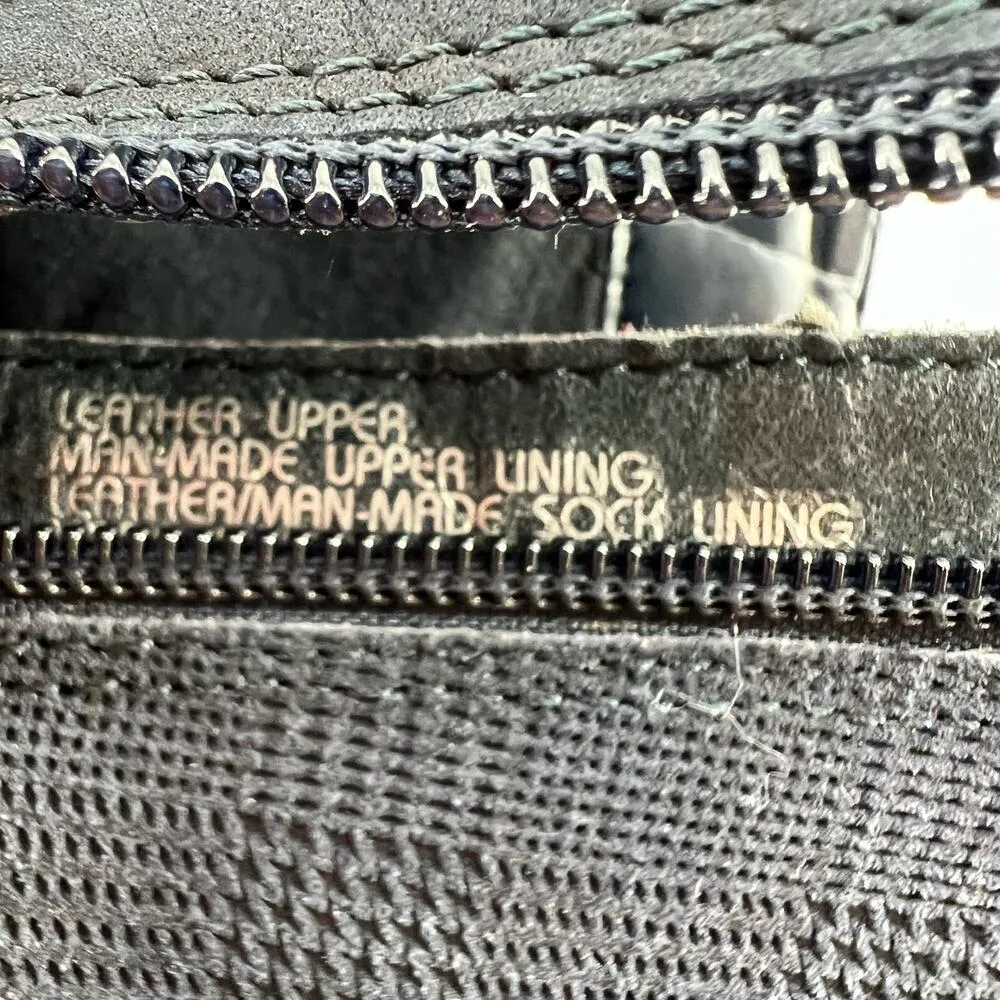 LEATHER UPPER
MAN-MADE UPPER LINING
LEATHER/MAN-MADE SOCK LINING